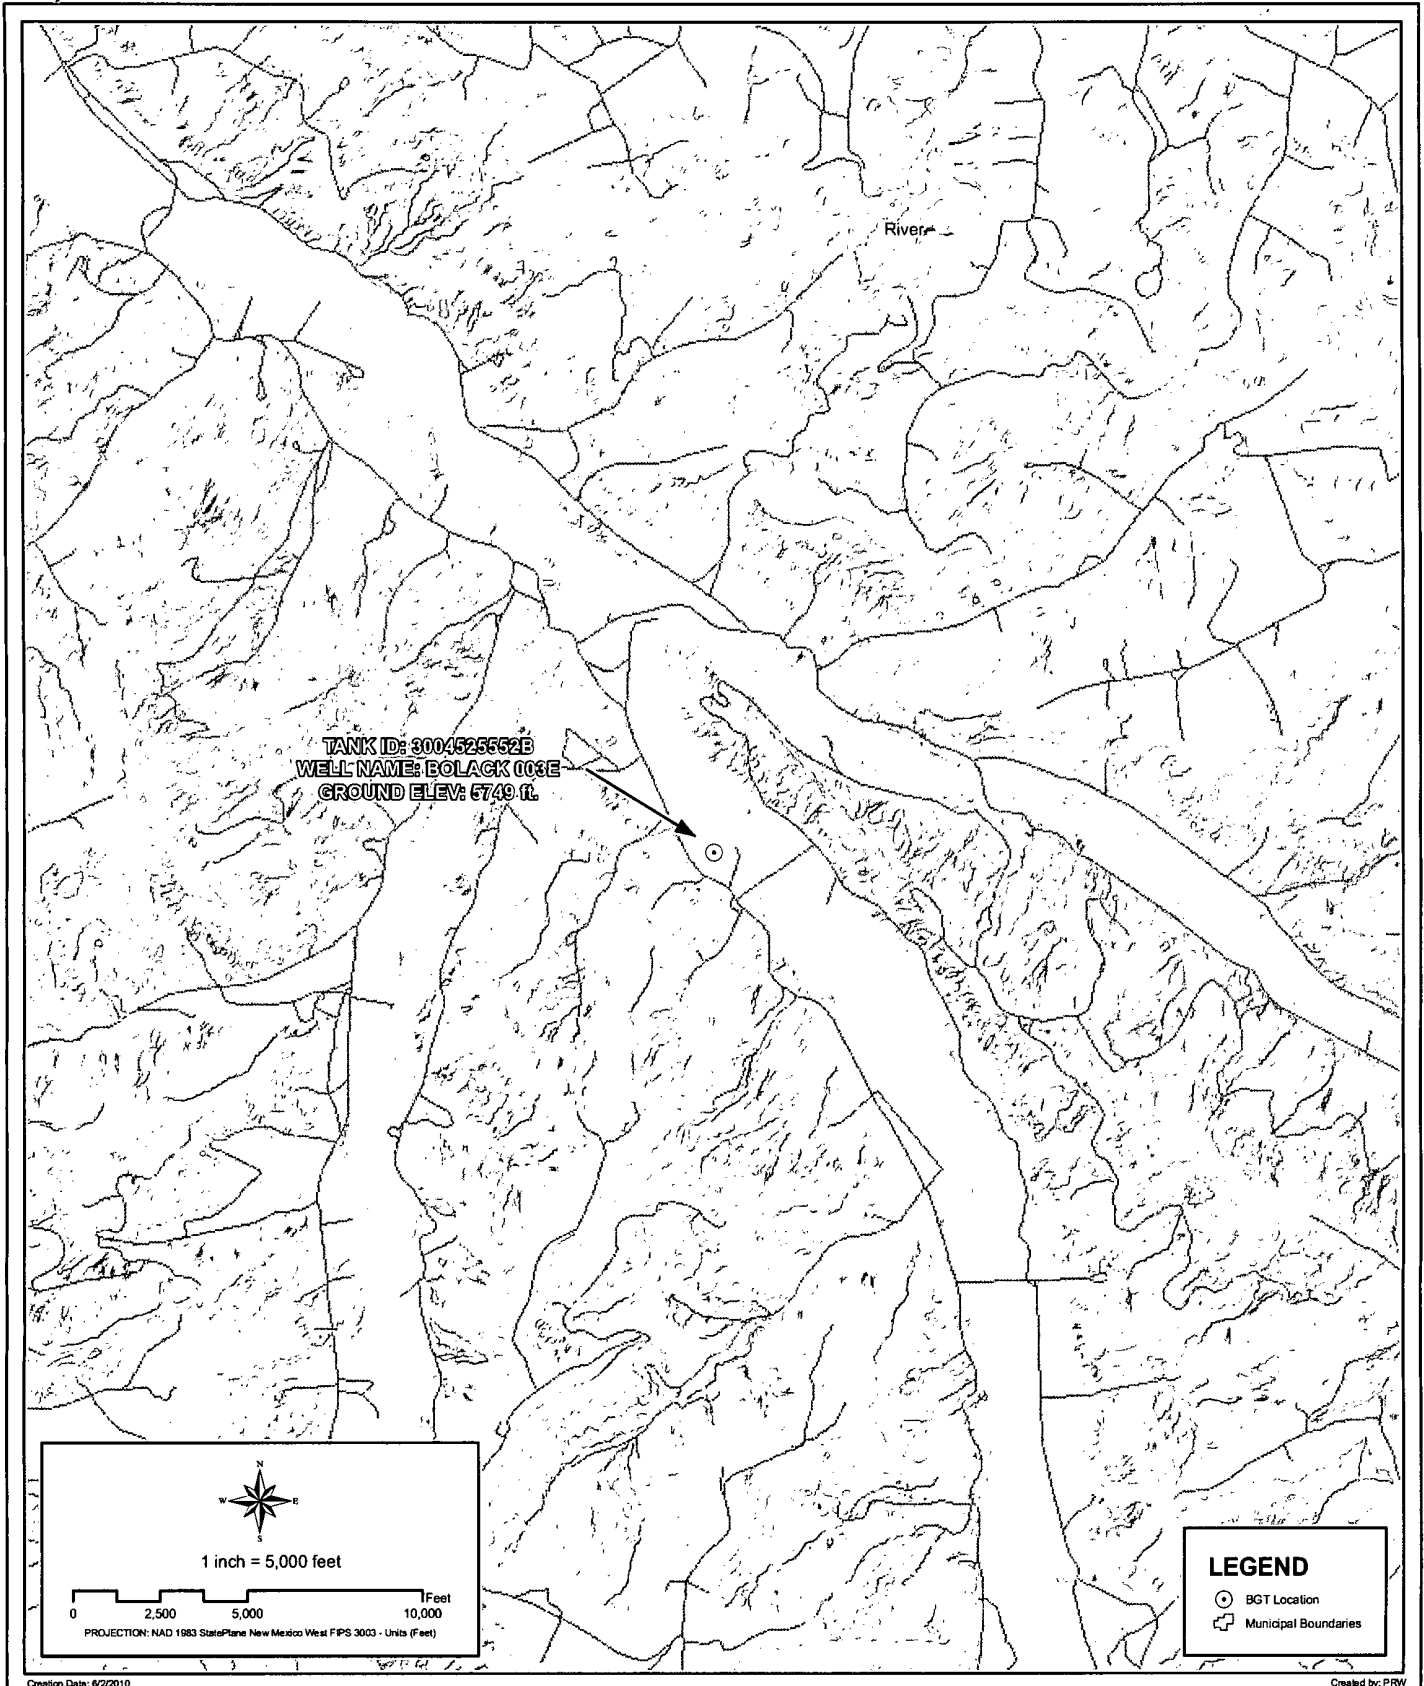 River
TANK ID: 3004525552B
WELL NAME: BOLACK 003E
GROUND ELEV: 5749 ft.
N
W E
S
1 inch = 5,000 feet
Feet
0 2,500 5,000 10,000
PROJECTION: NAD 1983 StatePlane New Mexico West FIPS 3003 - Units (Feet)
LEGEND
BGT Location
Municipal Boundaries
Creation Date: 6/2/2010
Created by: PRW